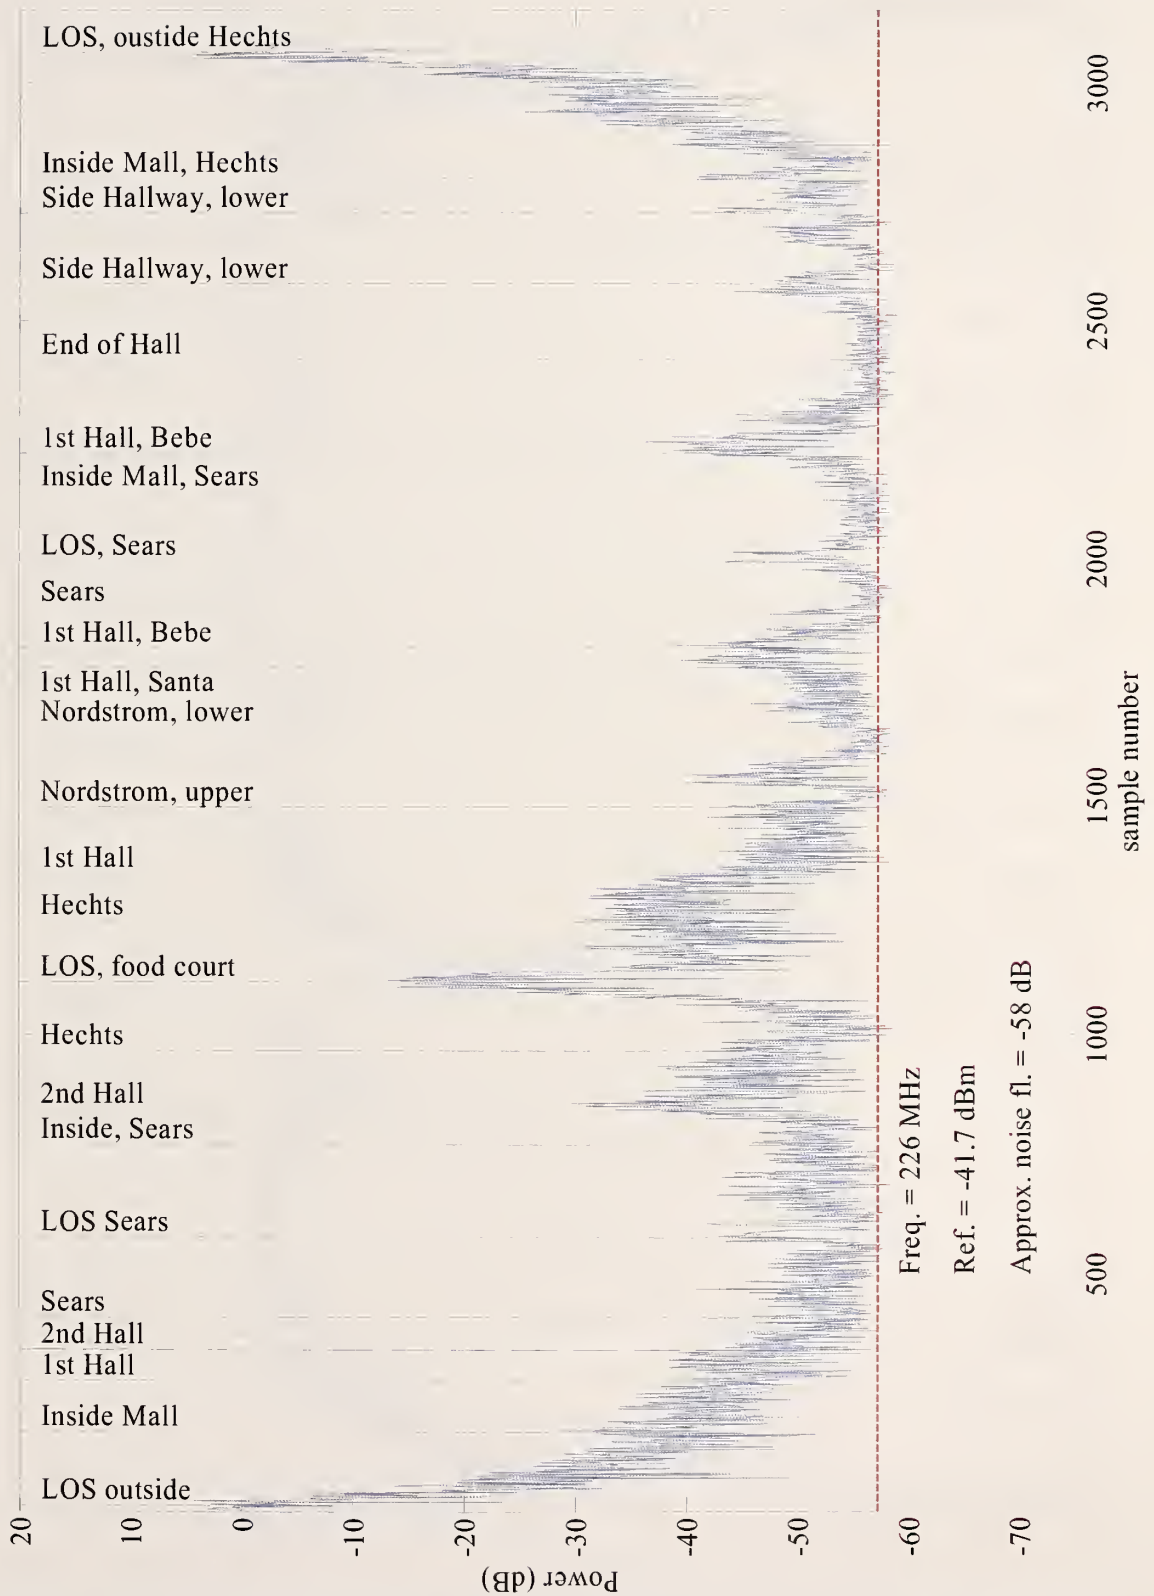 LOS, oustide Hechts
Inside Mall, Hechts
Side Hallway, lower
Side Hallway, lower
End of Hall
1st Hall, Bebe
Inside Mall, Sears
LOS, Sears
Sears
1st Hall, Bebe
1st Hall, Santa
Nordstrom, lower
Nordstrom, upper
1st Hall
Hechts
LOS, food court
Hechts
2nd Hall
Inside, Sears
LOS Sears
Sears
2nd Hall
1st Hall
Inside Mall
LOS outside
20
10
0
-10
-20
-30
-40
-50
-60
-70
Power (dB)
Freq. = 226 MHz
Ref. = -41.7 dBm
Approx. noise fl. = -58 dB
500
1000
1500
2000
2500
3000
sample number